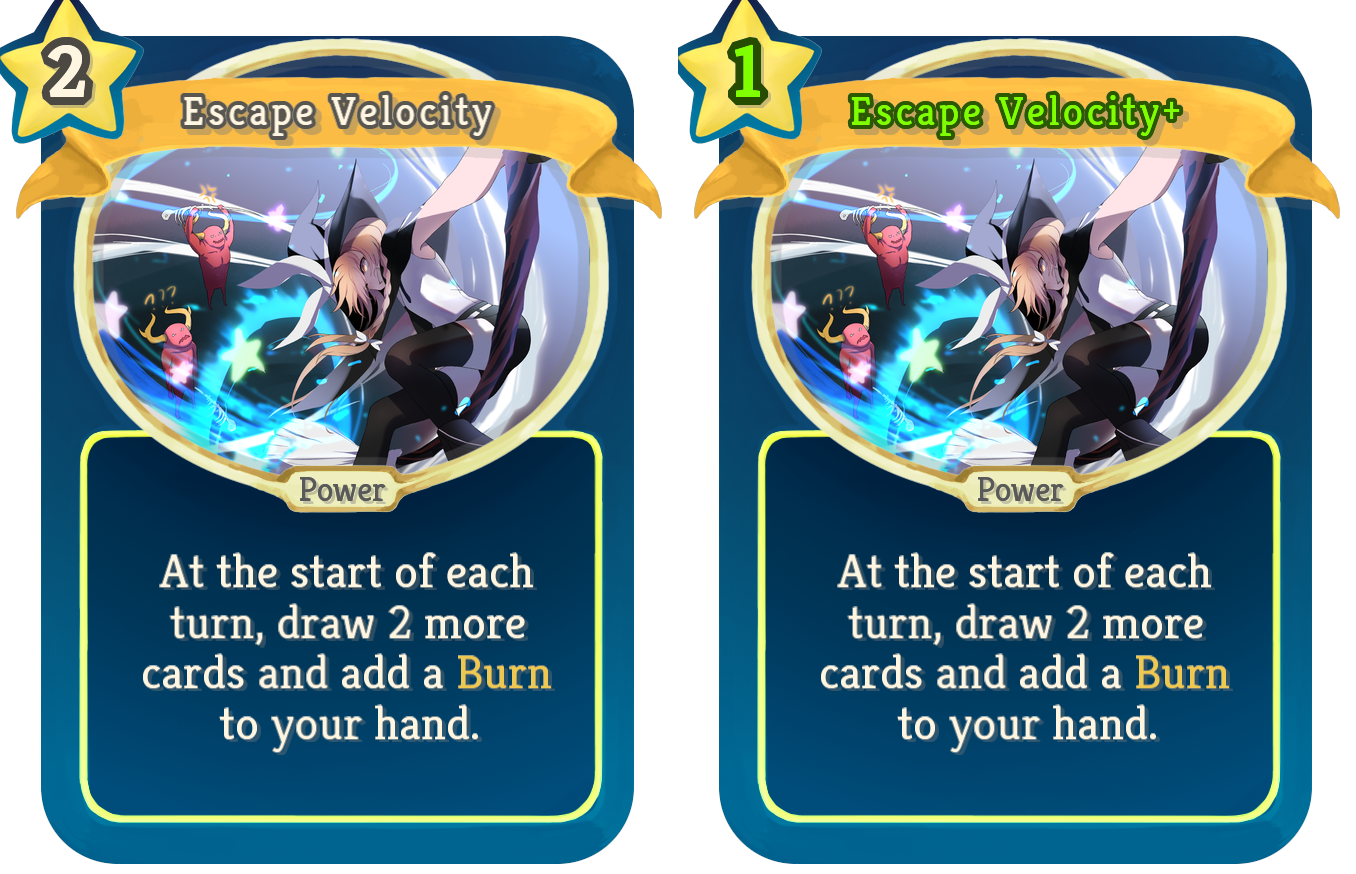 2
Escape Velocity
??
Power
At the start of each
turn, draw 2 more
cards and add a Burn
to your hand.
1
Escape Velocity+
??
Power
At the start of each
turn, draw 2 more
cards and add a Burn
to your hand.